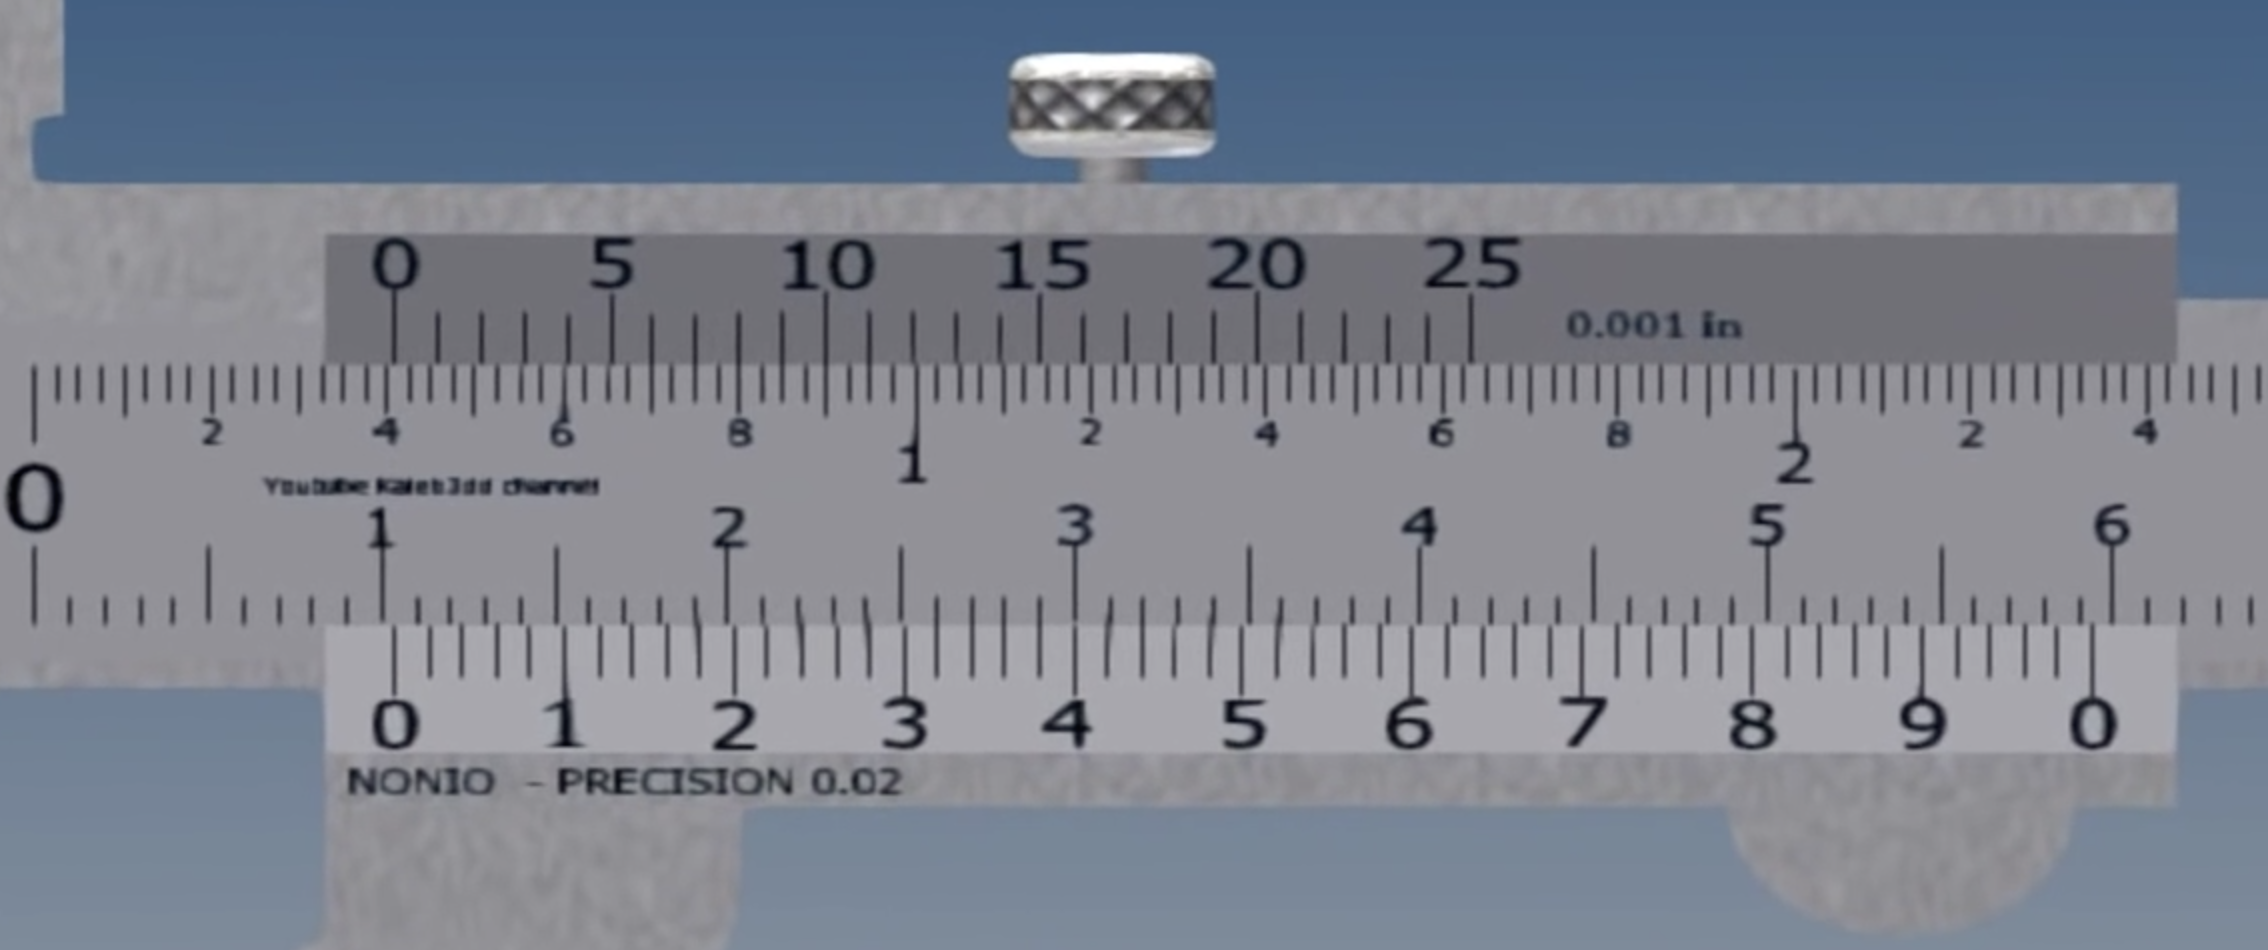 0 5 10 15 20 25
0.001 in
2 4 6 8 1 2 4 6 8 2 2 4
0
Youtube Kaleb3dd channel
1 2 3 4 5 6
0 1 2 3 4 5 6 7 8 9 0
NONIO - PRECISION 0.02